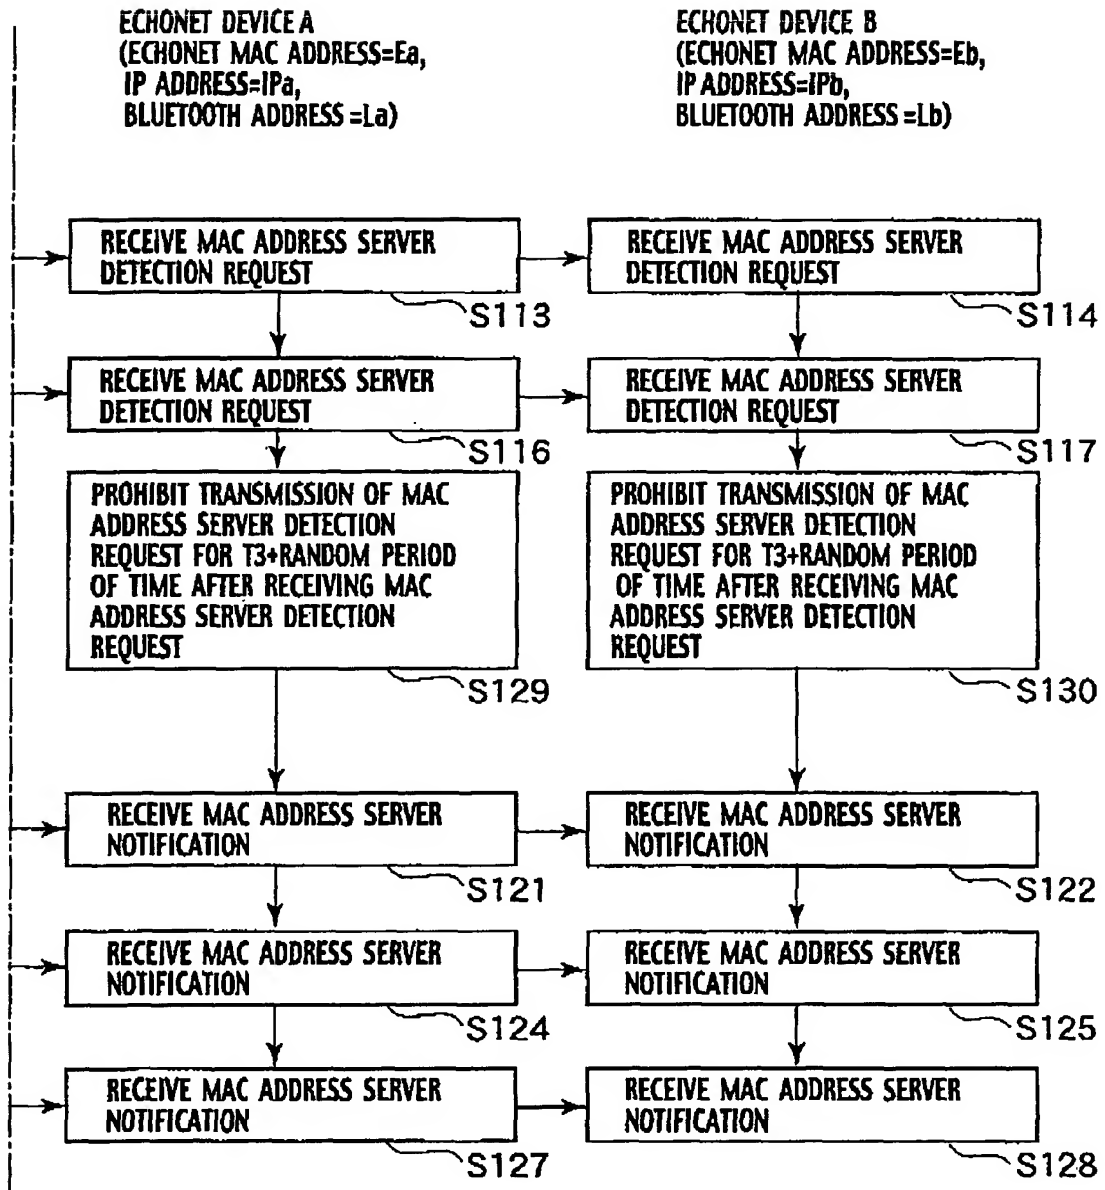 ECHONET DEVICE A
(ECHONET MAC ADDRESS=Ea,
IP ADDRESS=IPa,
BLUETOOTH ADDRESS=La)
ECHONET DEVICE B
(ECHONET MAC ADDRESS=Eb,
IP ADDRESS=IPb,
BLUETOOTH ADDRESS=Lb)
RECEIVE MAC ADDRESS SERVER
DETECTION REQUEST
S113
RECEIVE MAC ADDRESS SERVER
DETECTION REQUEST
S114
RECEIVE MAC ADDRESS SERVER
DETECTION REQUEST
S116
RECEIVE MAC ADDRESS SERVER
DETECTION REQUEST
S117
PROHIBIT TRANSMISSION OF MAC
ADDRESS SERVER DETECTION
REQUEST FOR T3+RANDOM PERIOD
OF TIME AFTER RECEIVING MAC
ADDRESS SERVER DETECTION
REQUEST
S129
PROHIBIT TRANSMISSION OF MAC
ADDRESS SERVER DETECTION
REQUEST FOR T3+RANDOM PERIOD
OF TIME AFTER RECEIVING MAC
ADDRESS SERVER DETECTION
REQUEST
S130
RECEIVE MAC ADDRESS SERVER
NOTIFICATION
S121
RECEIVE MAC ADDRESS SERVER
NOTIFICATION
S122
RECEIVE MAC ADDRESS SERVER
NOTIFICATION
S124
RECEIVE MAC ADDRESS SERVER
NOTIFICATION
S125
RECEIVE MAC ADDRESS SERVER
NOTIFICATION
S127
RECEIVE MAC ADDRESS SERVER
NOTIFICATION
S128